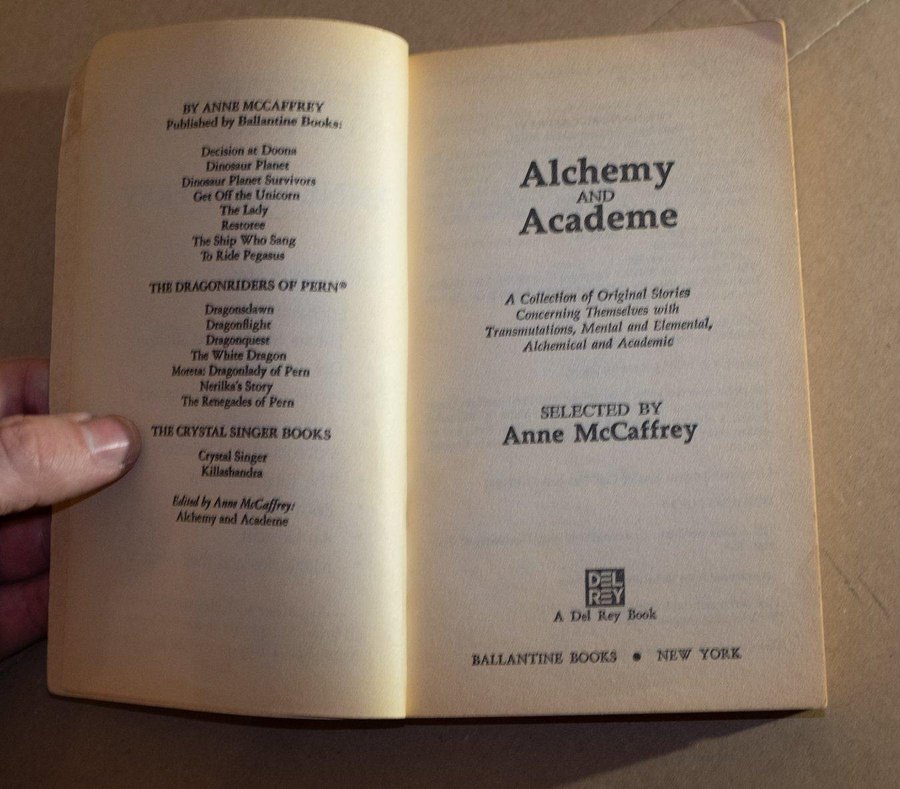 BY ANNE MCCAFFREY
Published by Ballantine Books:
Decision at Doona
Dinosaur Planet
Dinosaur Planet Survivors
Get Off the Unicorn
The Lady
Restoree
The Ship Who Sang
To Ride Pegasus
THE DRAGONRIDERS OF PERN®
Dragonsdawn
Dragonflight
Dragonquest
The White Dragon
Moreta: Dragonlady of Pern
Nerilka's Story
The Renegades of Pern
THE CRYSTAL SINGER BOOKS
Crystal Singer
Killashandra
Edited by Anne McCaffrey:
Alchemy and Academe
Alchemy
AND
Academe
A Collection of Original Stories
Concerning Themselves with
Transmutations, Mental and Elemental,
Alchemical and Academic
SELECTED BY
Anne McCaffrey
DEL
REY
A Del Rey Book
BALLANTINE BOOKS ● NEW YORK